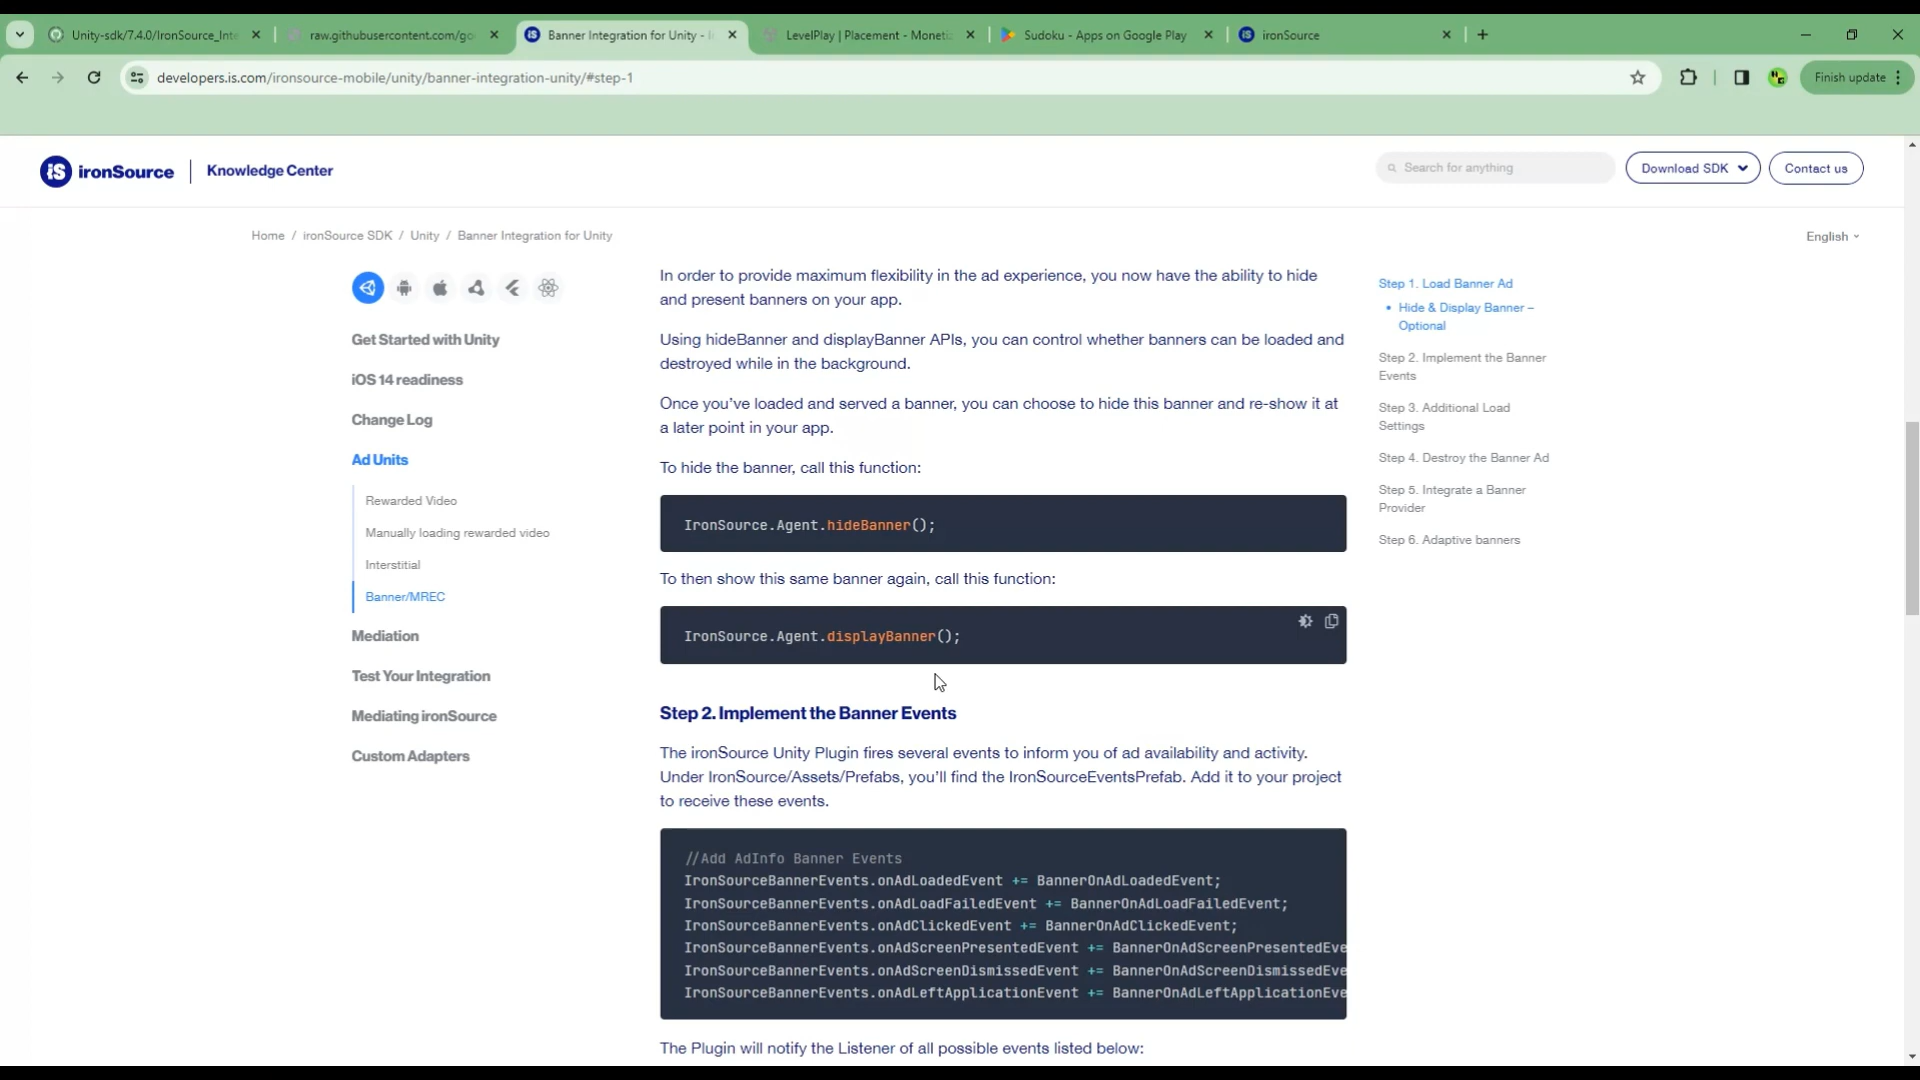 Unity-sdk/7.4.0/IronSource_Inte
raw.githubusercontent.com/go
Banner Integration for Unity - I
LevelPlay | Placement - Moneti
Sudoku - Apps on Google Play
ironSource
developers.is.com/ironsource-mobile/unity/banner-integration-unity/#step-1
Finish update
iS ironSource
Knowledge Center
Search for anything
Download SDK
Contact us
Home / ironSource SDK / Unity / Banner Integration for Unity
English
Get Started with Unity
iOS 14 readiness
Change Log
Ad Units
Rewarded Video
Manually loading rewarded video
Interstitial
Banner/MREC
Mediation
Test Your Integration
Mediating ironSource
Custom Adapters
In order to provide maximum flexibility in the ad experience, you now have the ability to hide
and present banners on your app.
Using hideBanner and displayBanner APIs, you can control whether banners can be loaded and
destroyed while in the background.
Once you've loaded and served a banner, you can choose to hide this banner and re-show it at
a later point in your app.
To hide the banner, call this function:
IronSource.Agent.hideBanner();
To then show this same banner again, call this function:
IronSource.Agent.displayBanner();
Step 2. Implement the Banner Events
The ironSource Unity Plugin fires several events to inform you of ad availability and activity.
Under IronSource/Assets/Prefabs, you'll find the IronSourceEventsPrefab. Add it to your project
to receive these events.
//Add AdInfo Banner Events
IronSourceBannerEvents.onAdLoadedEvent += BannerOnAdLoadedEvent;
IronSourceBannerEvents.onAdLoadFailedEvent += BannerOnAdLoadFailedEvent;
IronSourceBannerEvents.onAdClickedEvent += BannerOnAdClickedEvent;
IronSourceBannerEvents.onAdScreenPresentedEvent += BannerOnAdScreenPresentedEve
IronSourceBannerEvents.onAdScreenDismissedEvent += BannerOnAdScreenDismissedEve
IronSourceBannerEvents.onAdLeftApplicationEvent += BannerOnAdLeftApplicationEve
The Plugin will notify the Listener of all possible events listed below:
Step 1. Load Banner Ad
• Hide & Display Banner –
Optional
Step 2. Implement the Banner
Events
Step 3. Additional Load
Settings
Step 4. Destroy the Banner Ad
Step 5. Integrate a Banner
Provider
Step 6. Adaptive banners